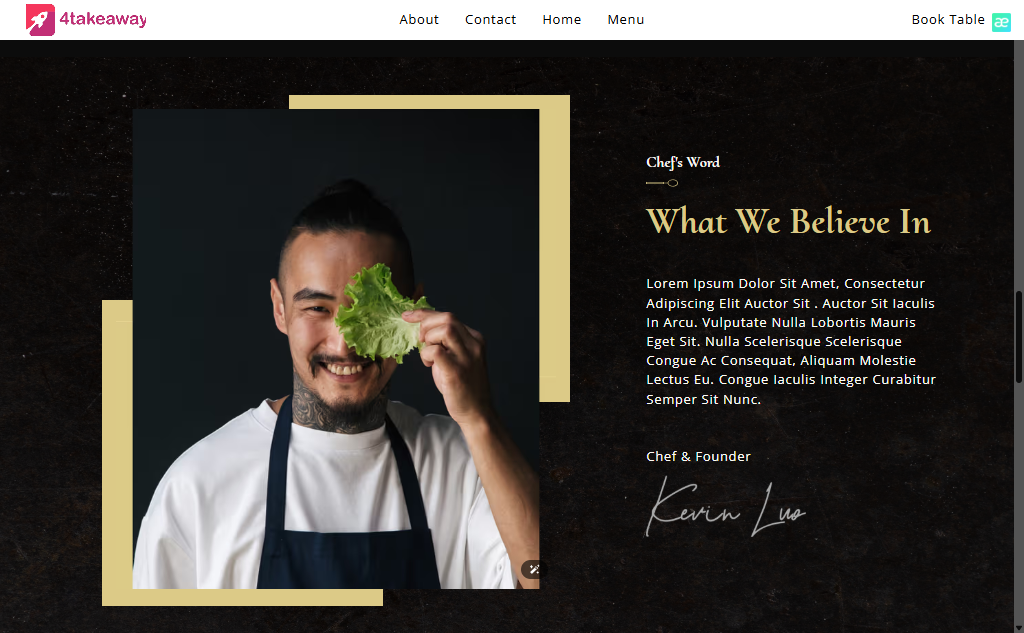 4takeaway
About Contact Home Menu
Book Table
æ
Chef's Word
What We Believe In
Lorem Ipsum Dolor Sit Amet, Consectetur
Adipiscing Elit Auctor Sit . Auctor Sit Iaculis
In Arcu. Vulputate Nulla Lobortis Mauris
Eget Sit. Nulla Scelerisque Scelerisque
Congue Ac Consequat, Aliquam Molestie
Lectus Eu. Congue Iaculis Integer Curabitur
Semper Sit Nunc.
Chef & Founder
Kevin Luo